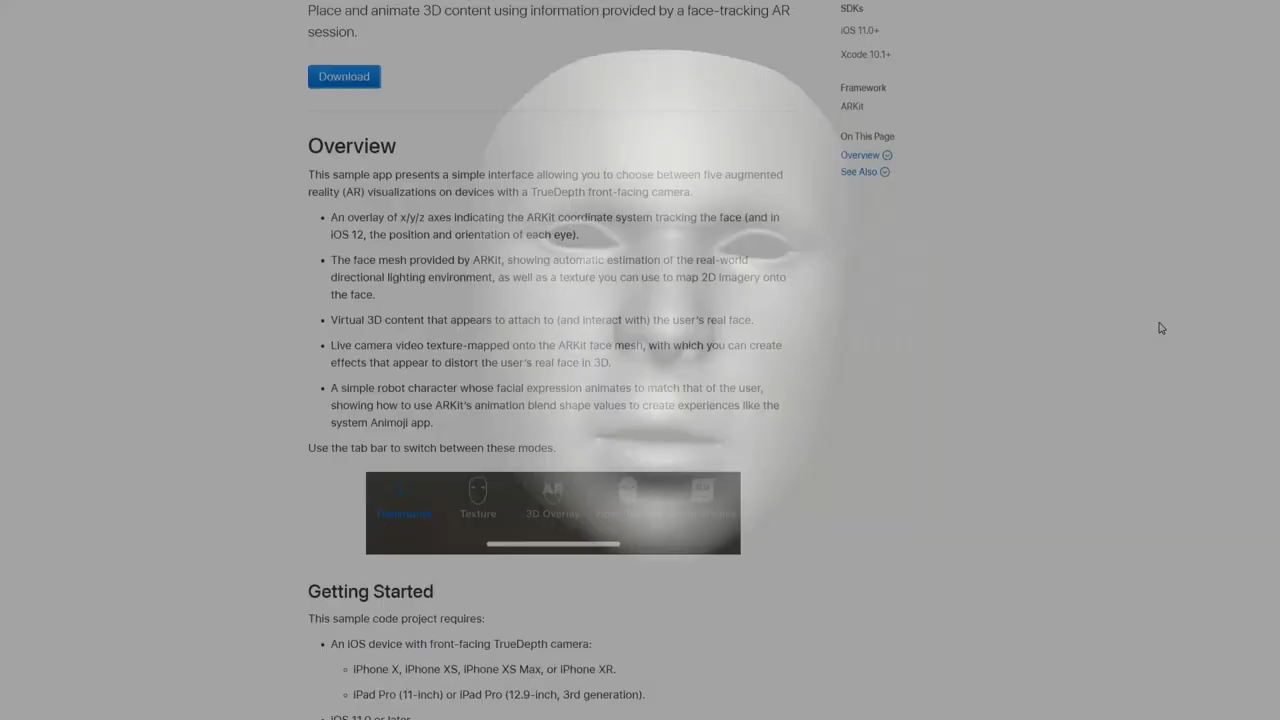 Place and animate 3D content using information provided by a face-tracking AR
session.
Download
Overview
This sample app presents a simple interface allowing you to choose between five augmented
reality (AR) visualizations on devices with a TrueDepth front-facing camera.
• An overlay of x/y/z axes indicating the ARKit coordinate system tracking the face (and in
iOS 12, the position and orientation of each eye).
• The face mesh provided by ARKit, showing automatic estimation of the real-world
directional lighting environment, as well as a texture you can use to map 2D imagery onto
the face.
• Virtual 3D content that appears to attach to (and interact with) the user's real face.
• Live camera video texture-mapped onto the ARKit face mesh, with which you can create
effects that appear to distort the user's real face in 3D.
• A simple robot character whose facial expression animates to match that of the user,
showing how to use ARKit's animation blend shape values to create experiences like the
system Animoji app.
Use the tab bar to switch between these modes.
Texture
3D Overlay
Getting Started
This sample code project requires:
• An iOS device with front-facing TrueDepth camera:
◦ iPhone X, iPhone XS, iPhone XS Max, or iPhone XR.
◦ iPad Pro (11-inch) or iPad Pro (12.9-inch, 3rd generation).
• iOS 11.0 or later.
SDKs
iOS 11.0+
Xcode 10.1+
Framework
ARKit
On This Page
Overview
See Also